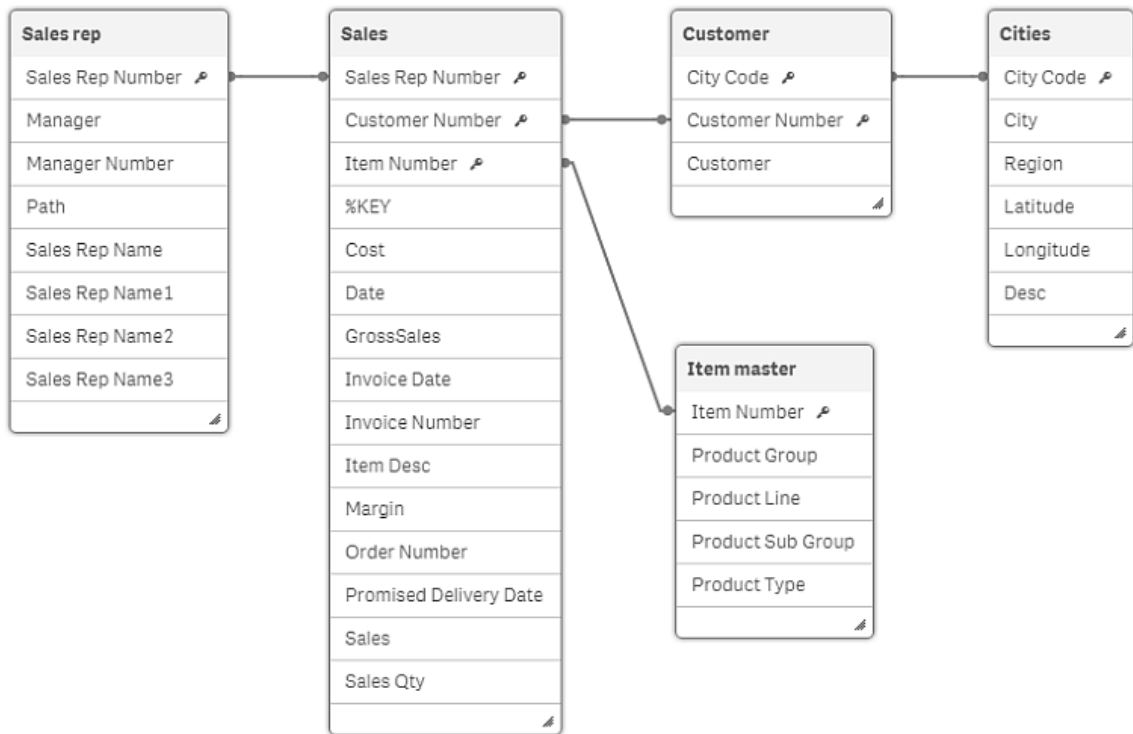 Sales rep
Sales Rep Number
Manager
Manager Number
Path
Sales Rep Name
Sales Rep Name1
Sales Rep Name2
Sales Rep Name3
Sales
Sales Rep Number
Customer Number
Item Number
%KEY
Cost
Date
GrossSales
Invoice Date
Invoice Number
Item Desc
Margin
Order Number
Promised Delivery Date
Sales
Sales Qty
Customer
City Code
Customer Number
Customer
Item master
Item Number
Product Group
Product Line
Product Sub Group
Product Type
Cities
City Code
City
Region
Latitude
Longitude
Desc